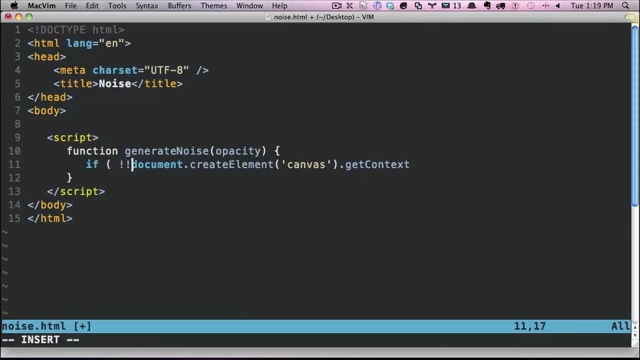 MacVim File Edit Tools Syntax Buffers Window Help 13 Tue 1:19 PM
noise.html + (~/Desktop) - VIM
1 <!DOCTYPE html>
2 <html lang="en">
3 <head>
4 <meta charset="UTF-8" />
5 <title>Noise</title>
6 </head>
7 <body>
8
9 <script>
10 function generateNoise(opacity) {
11 if ( !!document.createElement('canvas').getContext
12 }
13 </script>
14 </body>
15 </html>
~
~
~
~
~
~
~
noise.html [+] 11,17 All
-- INSERT --